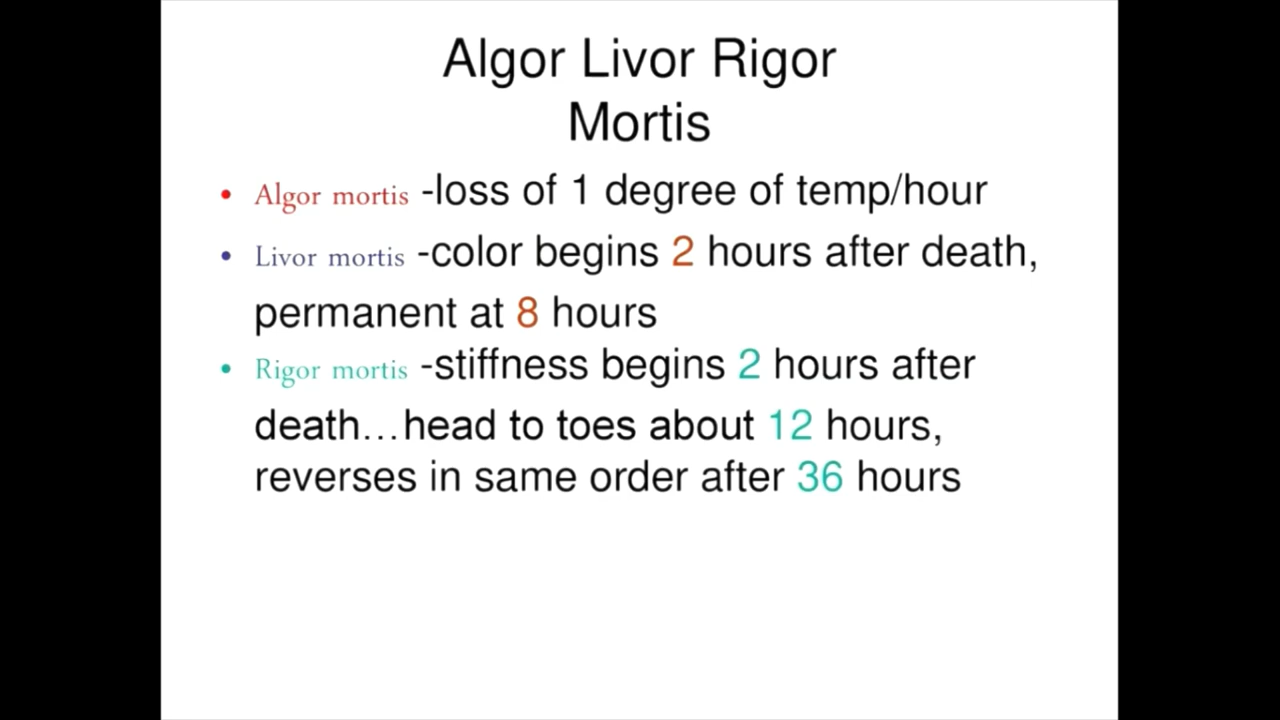 Algor Livor Rigor
Mortis
• Algor mortis -loss of 1 degree of temp/hour
• Livor mortis -color begins 2 hours after death,
permanent at 8 hours
• Rigor mortis -stiffness begins 2 hours after
death…head to toes about 12 hours,
reverses in same order after 36 hours